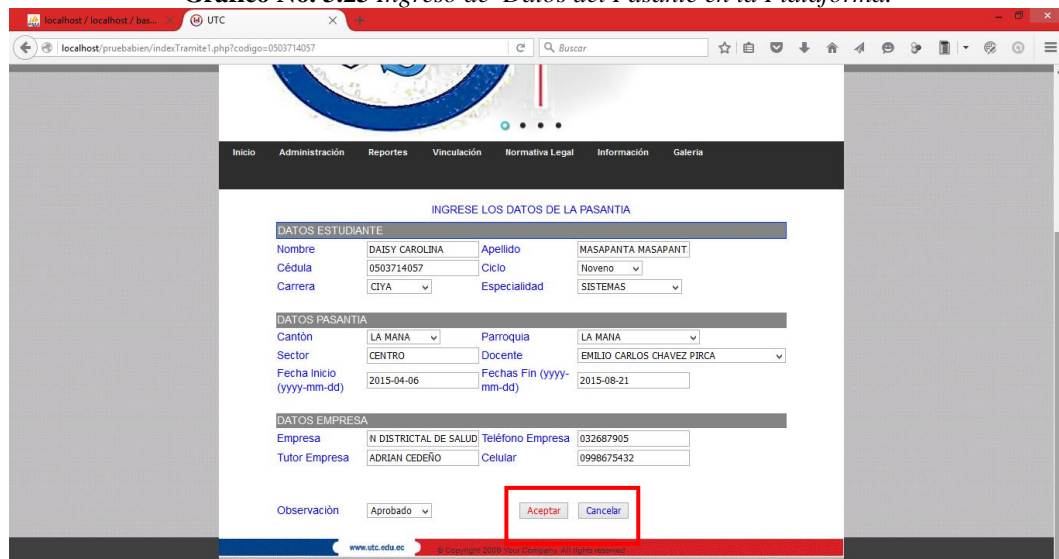 Gráfico No. 3.23 Ingreso de Datos del Pasante en la Plataforma.
localhost / localhost / bas... UTC
localhost/pruebabien/indexTramite1.php?codigo=0503714057 Buscar
Inicio Administración Reportes Vinculación Normativa Legal Información Galeria
INGRESE LOS DATOS DE LA PASANTIA
DATOS ESTUDIANTE
Nombre DAISY CAROLINA Apellido MASAPANTA MASAPANT
Cédula 0503714057 Ciclo Noveno
Carrera CIYA Especialidad SISTEMAS
DATOS PASANTIA
Cantòn LA MANA Parroquia LA MANA
Sector CENTRO Docente EMILIO CARLOS CHAVEZ PIRCA
Fecha Inicio (yyyy-mm-dd) 2015-04-06 Fechas Fin (yyyy-mm-dd) 2015-08-21
DATOS EMPRESA
Empresa N DISTRICTAL DE SALUD Teléfono Empresa 032687905
Tutor Empresa ADRIAN CEDEÑO Celular 0998675432
Observaciòn Aprobado Aceptar Cancelar
www.utc.edu.ec © Copyright 2008 Your Company. All rights reserved